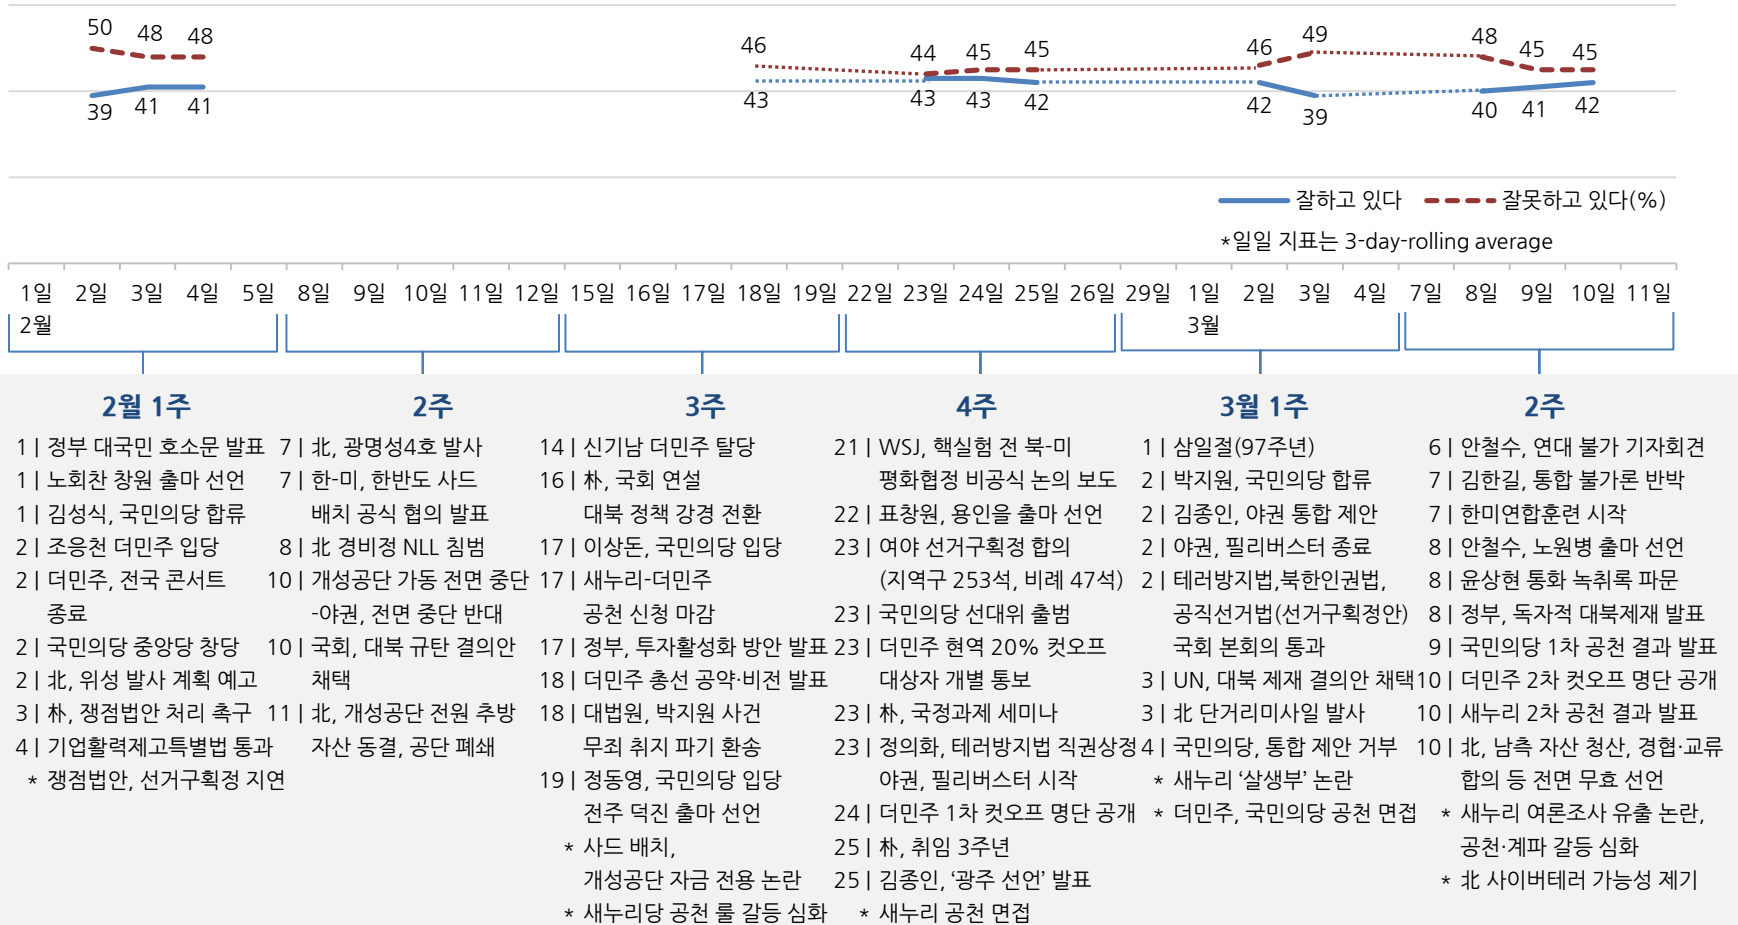 50 48 48 46 44 45 45 46 49 48 45 45
39 41 41 43 43 43 42 42 39 40 41 42
잘하고 있다 잘못하고 있다(%)
*일일 지표는 3-day-rolling average
1일 2일 3일 4일 5일 8일 9일 10일 11일 12일 15일 16일 17일 18일 19일 22일 23일 24일 25일 26일 29일 1일 2일 3일 4일 7일 8일 9일 10일 11일
2월 3월
2월 1주
1 | 정부 대국민 호소문 발표
1 | 노회찬 창원 출마 선언
1 | 김성식, 국민의당 합류
2 | 조응천 더민주 입당
2 | 더민주, 전국 콘서트
종료
2 | 국민의당 중앙당 창당
2 | 北, 위성 발사 계획 예고
3 | 朴, 쟁점법안 처리 촉구
4 | 기업활력제고특별법 통과
* 쟁점법안, 선거구획정 지연
2주
7 | 北, 광명성4호 발사
7 | 한-미, 한반도 사드
배치 공식 협의 발표
8 | 北 경비정 NLL 침범
10 | 개성공단 가동 전면 중단
-야권, 전면 중단 반대
10 | 국회, 대북 규탄 결의안
채택
11 | 北, 개성공단 전원 추방
자산 동결, 공단 폐쇄
3주
14 | 신기남 더민주 탈당
16 | 朴, 국회 연설
대북 정책 강경 전환
17 | 이상돈, 국민의당 입당
17 | 새누리-더민주
공천 신청 마감
17 | 정부, 투자활성화 방안 발표
18 | 더민주 총선 공약·비전 발표
18 | 대법원, 박지원 사건
무죄 취지 파기 환송
19 | 정동영, 국민의당 입당
전주 덕진 출마 선언
* 사드 배치,
개성공단 자금 전용 논란
* 새누리당 공천 룰 갈등 심화
4주
21 | WSJ, 핵실험 전 북-미
평화협정 비공식 논의 보도
22 | 표창원, 용인을 출마 선언
23 | 여야 선거구획정 합의
(지역구 253석, 비례 47석)
23 | 국민의당 선대위 출범
23 | 더민주 현역 20% 컷오프
대상자 개별 통보
23 | 朴, 국정과제 세미나
23 | 정의화, 테러방지법 직권상정
야권, 필리버스터 시작
24 | 더민주 1차 컷오프 명단 공개
25 | 朴, 취임 3주년
25 | 김종인, ‘광주 선언’ 발표
* 새누리 공천 면접
3월 1주
1 | 삼일절(97주년)
2 | 박지원, 국민의당 합류
2 | 김종인, 야권 통합 제안
2 | 야권, 필리버스터 종료
2 | 테러방지법,북한인권법,
공직선거법(선거구획정안)
국회 본회의 통과
3 | UN, 대북 제재 결의안 채택
3 | 北 단거리미사일 발사
4 | 국민의당, 통합 제안 거부
* 새누리 ‘살생부’ 논란
* 더민주, 국민의당 공천 면접
2주
6 | 안철수, 연대 불가 기자회견
7 | 김한길, 통합 불가론 반박
7 | 한미연합훈련 시작
8 | 안철수, 노원병 출마 선언
8 | 윤상현 통화 녹취록 파문
8 | 정부, 독자적 대북제재 발표
9 | 국민의당 1차 공천 결과 발표
10 | 더민주 2차 컷오프 명단 공개
10 | 새누리 2차 공천 결과 발표
10 | 北, 남측 자산 청산, 경협·교류
합의 등 전면 무효 선언
* 새누리 여론조사 유출 논란,
공천·계파 갈등 심화
* 北 사이버테러 가능성 제기